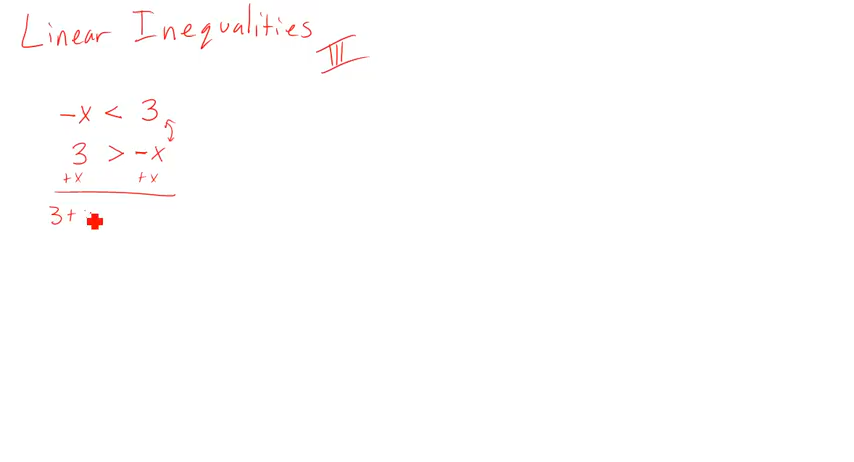 Linear Inequalities
III
-x < 3
3 > -x
+x +x
3+